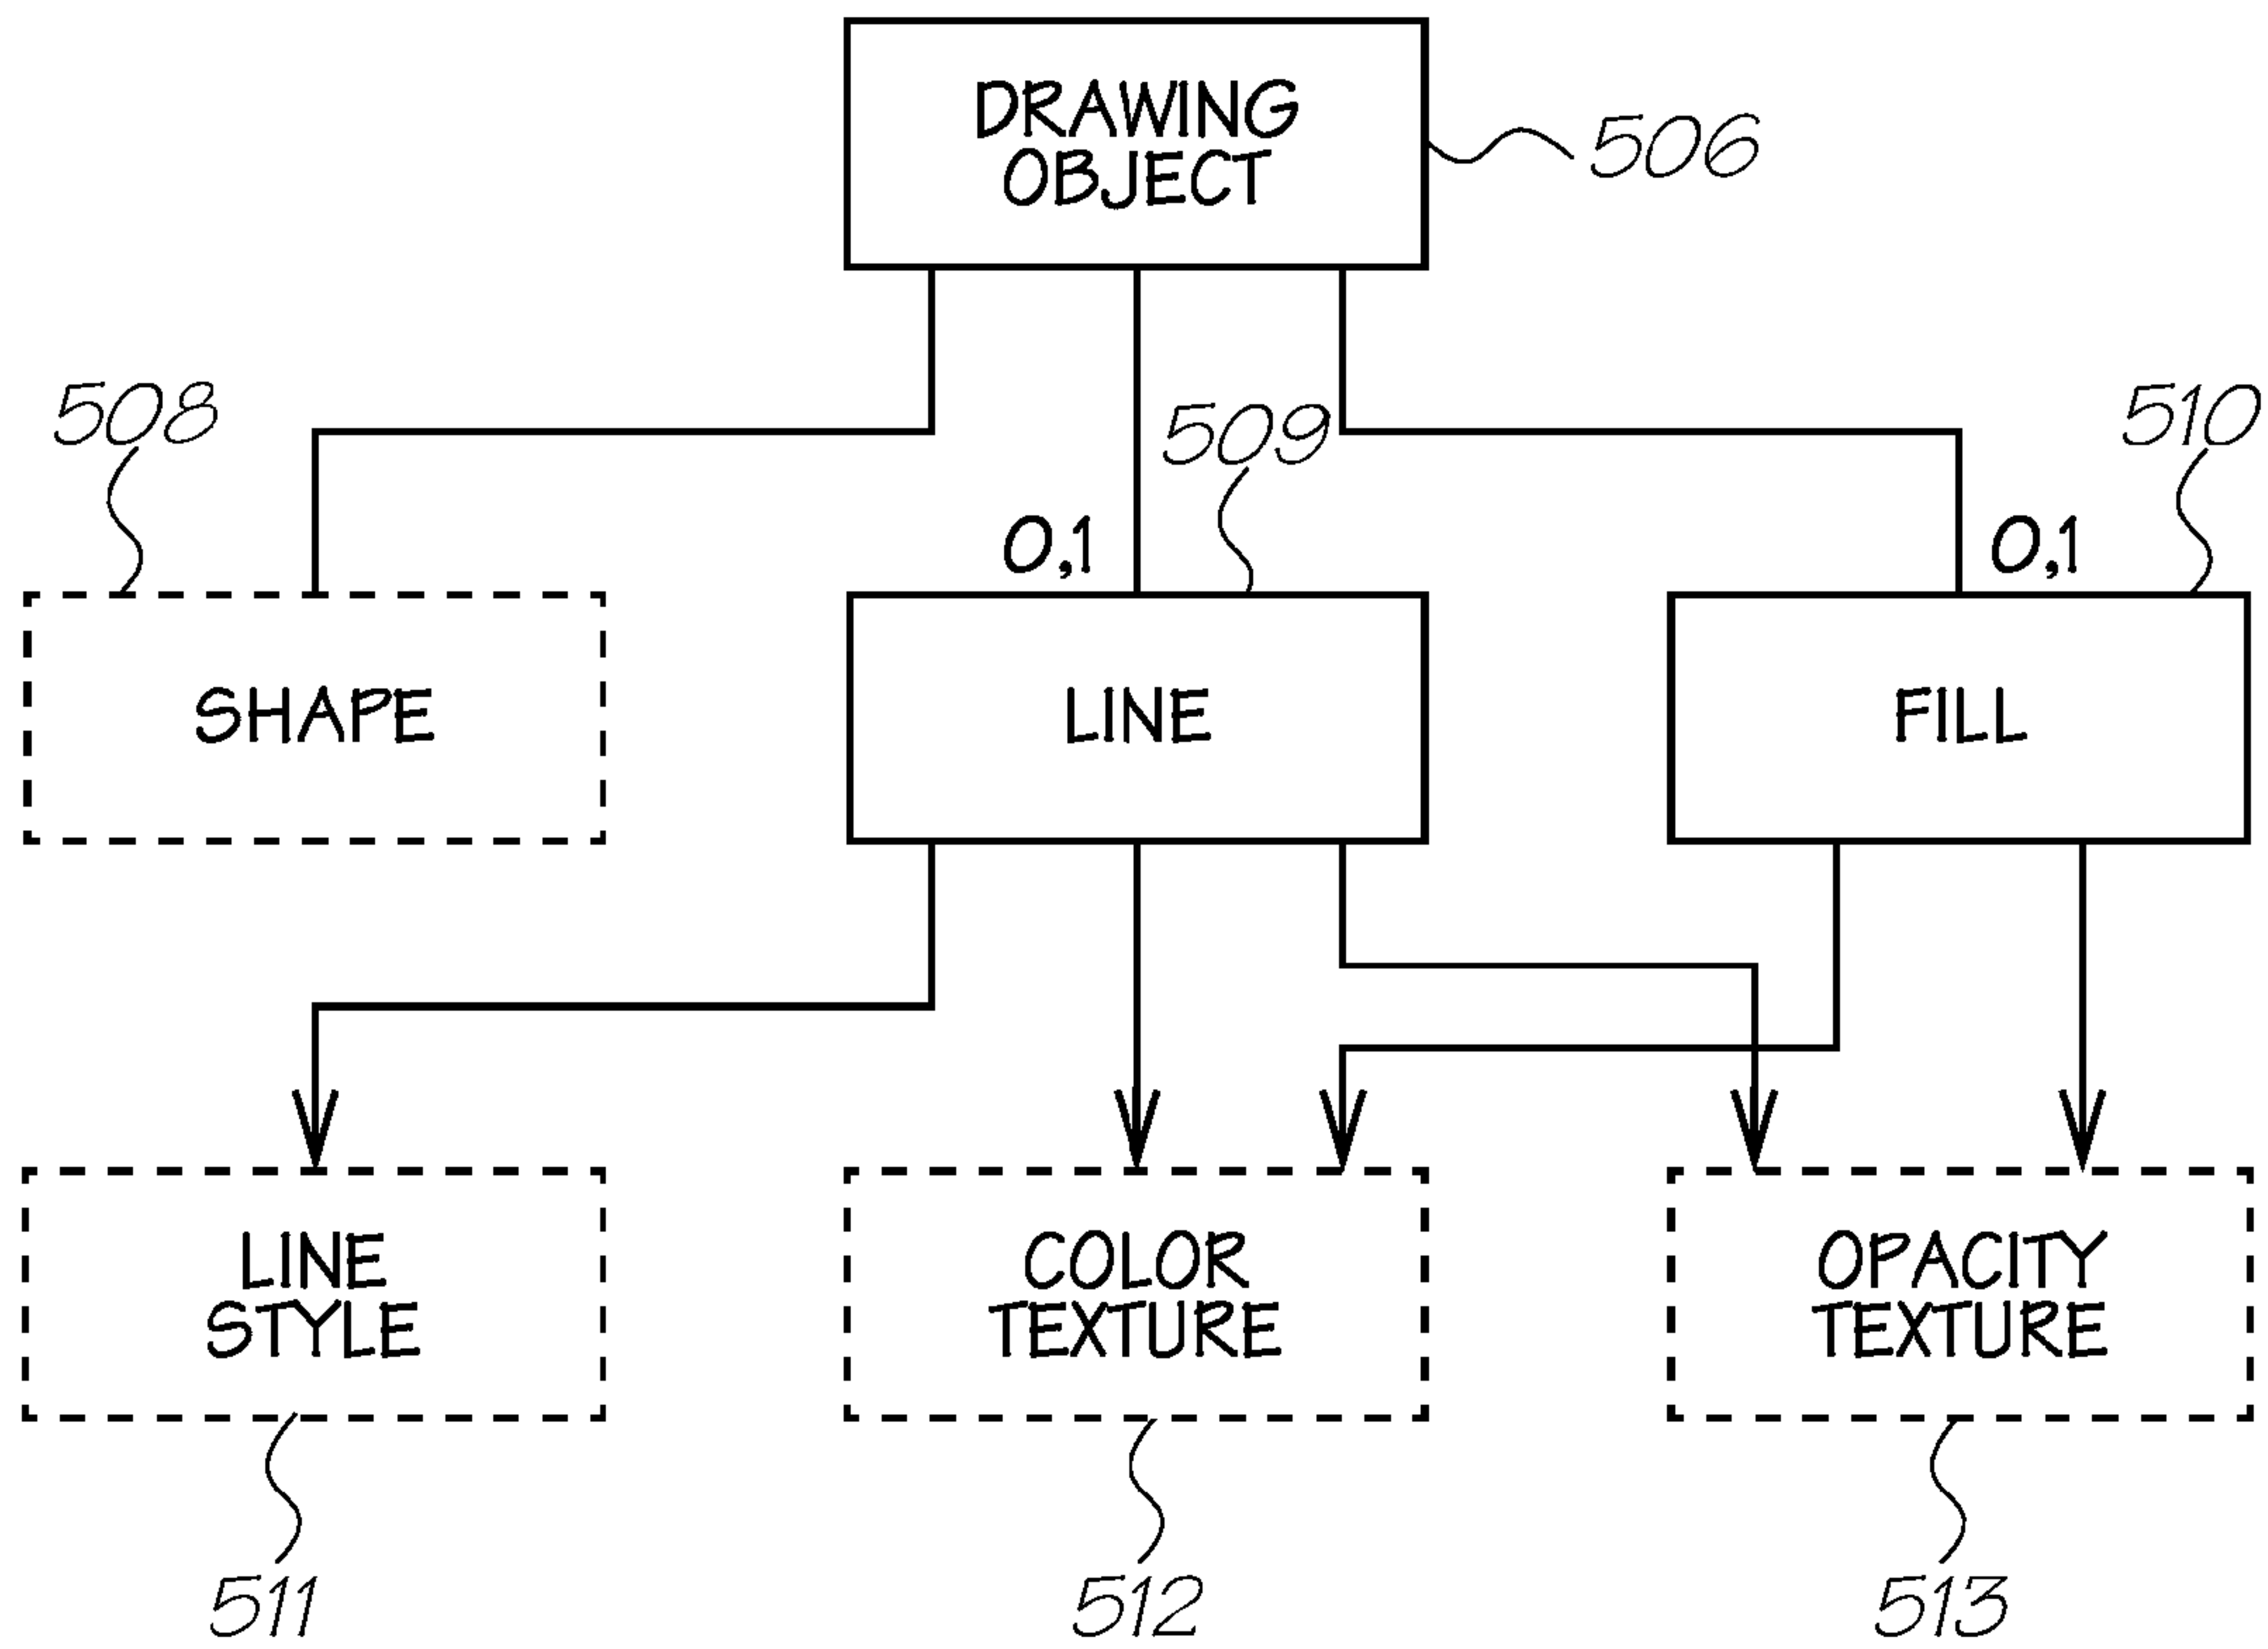 DRAWING
OBJECT
506
508
509
510
0,1
0,1
SHAPE
LINE
FILL
LINE
STYLE
COLOR
TEXTURE
OPACITY
TEXTURE
511
512
513